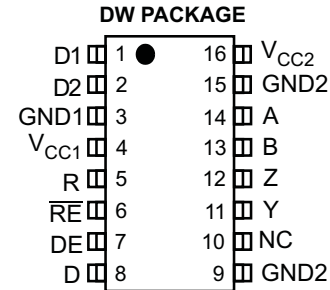 DW PACKAGE
D1 1 16 VCC2
D2 2 15 GND2
GND1 3 14 A
VCC1 4 13 B
R 5 12 Z
R̅E̅ 6 11 Y
DE 7 10 NC
D 8 9 GND2